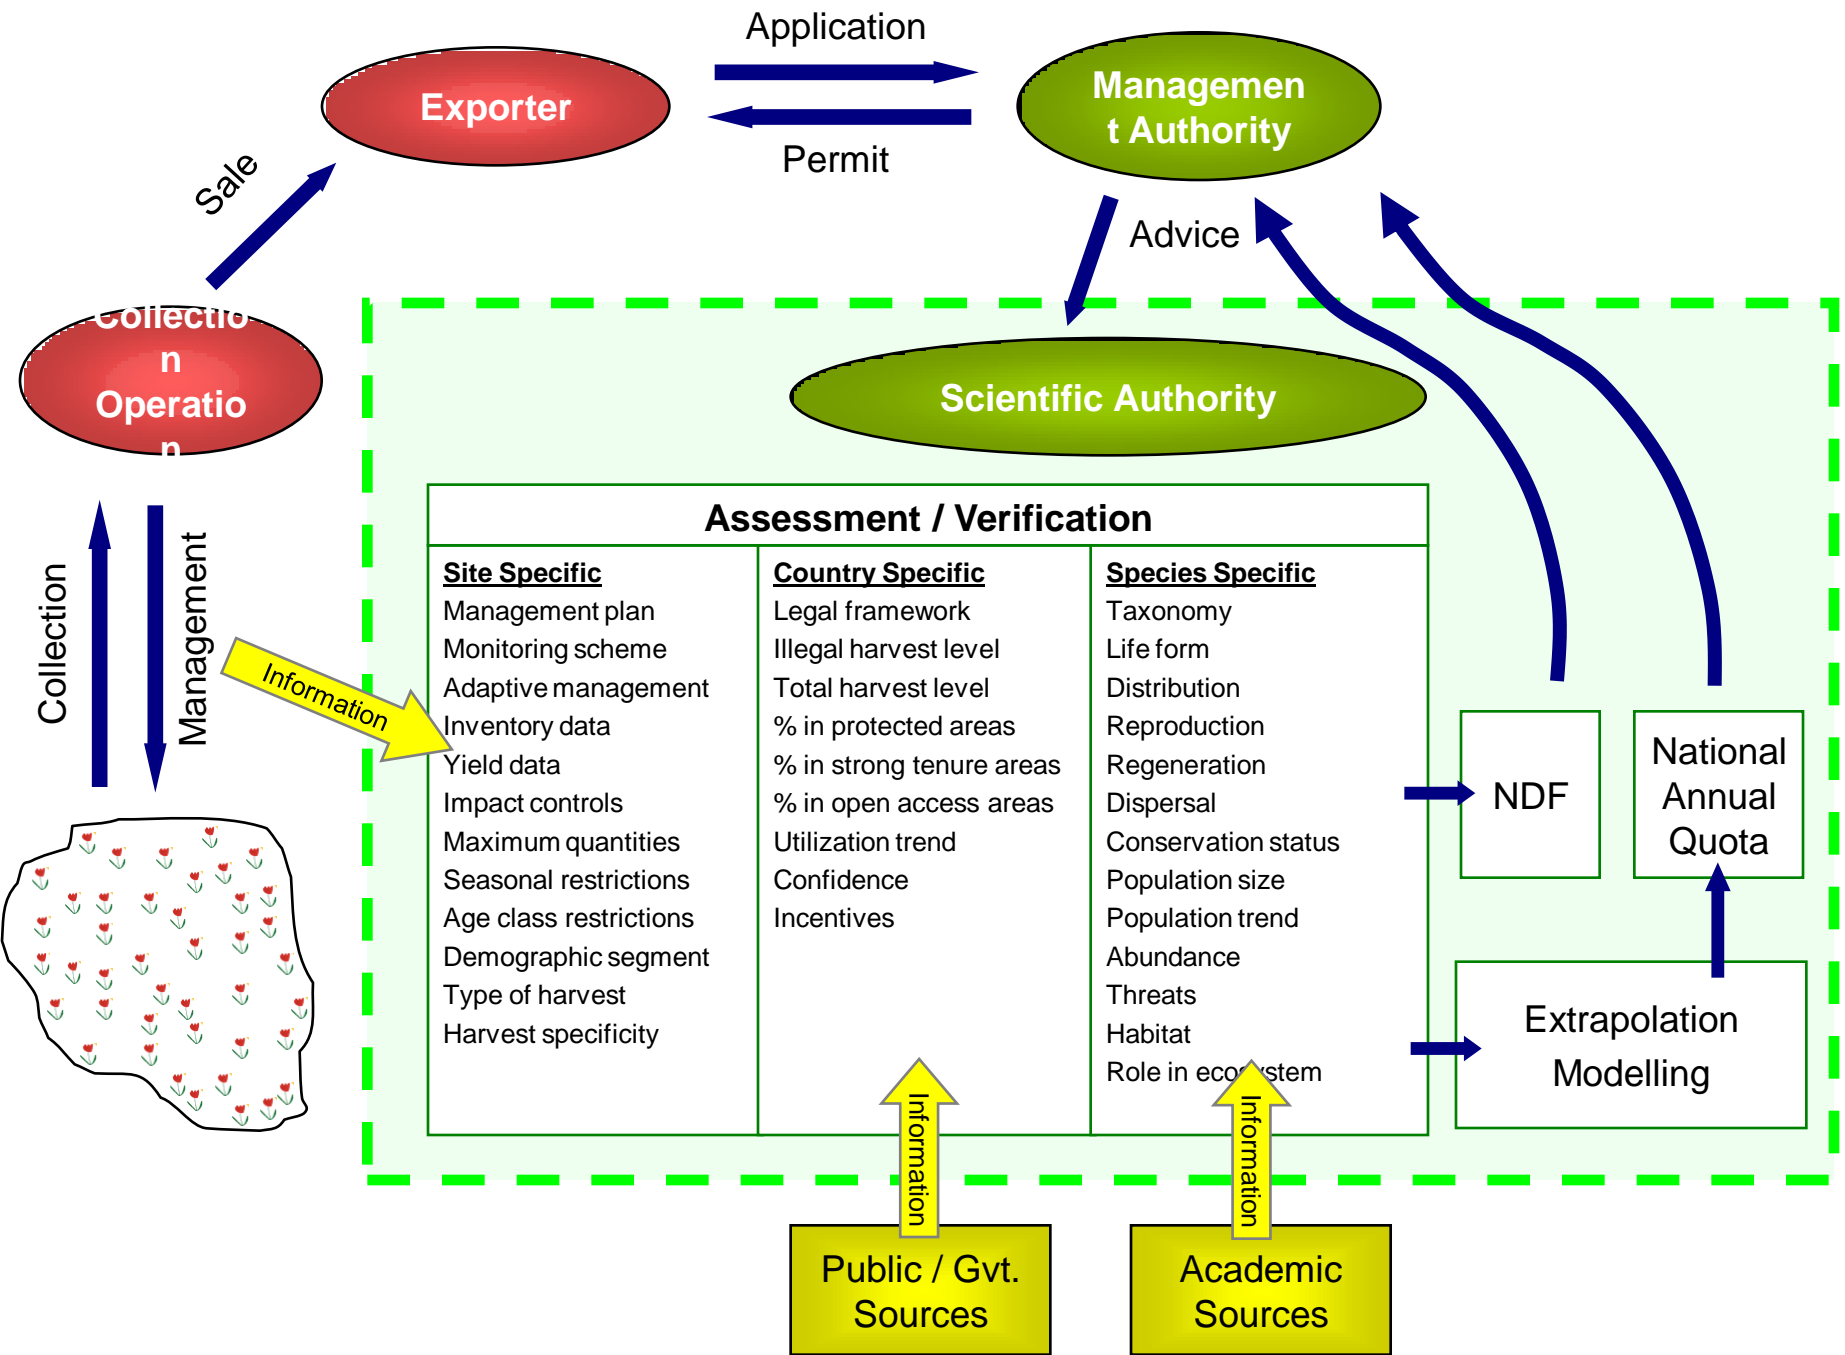 Application
Exporter
Managemen
t Authority
Permit
Sale
Advice
Collectio
n
Operatio
n
Scientific Authority
Collection
Management
Information
Assessment / Verification
Site Specific
Management plan
Monitoring scheme
Adaptive management
Inventory data
Yield data
Impact controls
Maximum quantities
Seasonal restrictions
Age class restrictions
Demographic segment
Type of harvest
Harvest specificity
Country Specific
Legal framework
Illegal harvest level
Total harvest level
% in protected areas
% in strong tenure areas
% in open access areas
Utilization trend
Confidence
Incentives
Species Specific
Taxonomy
Life form
Distribution
Reproduction
Regeneration
Dispersal
Conservation status
Population size
Population trend
Abundance
Threats
Habitat
Role in ecosystem
NDF
National
Annual
Quota
Extrapolation
Modelling
Information
Information
Public / Gvt.
Sources
Academic
Sources